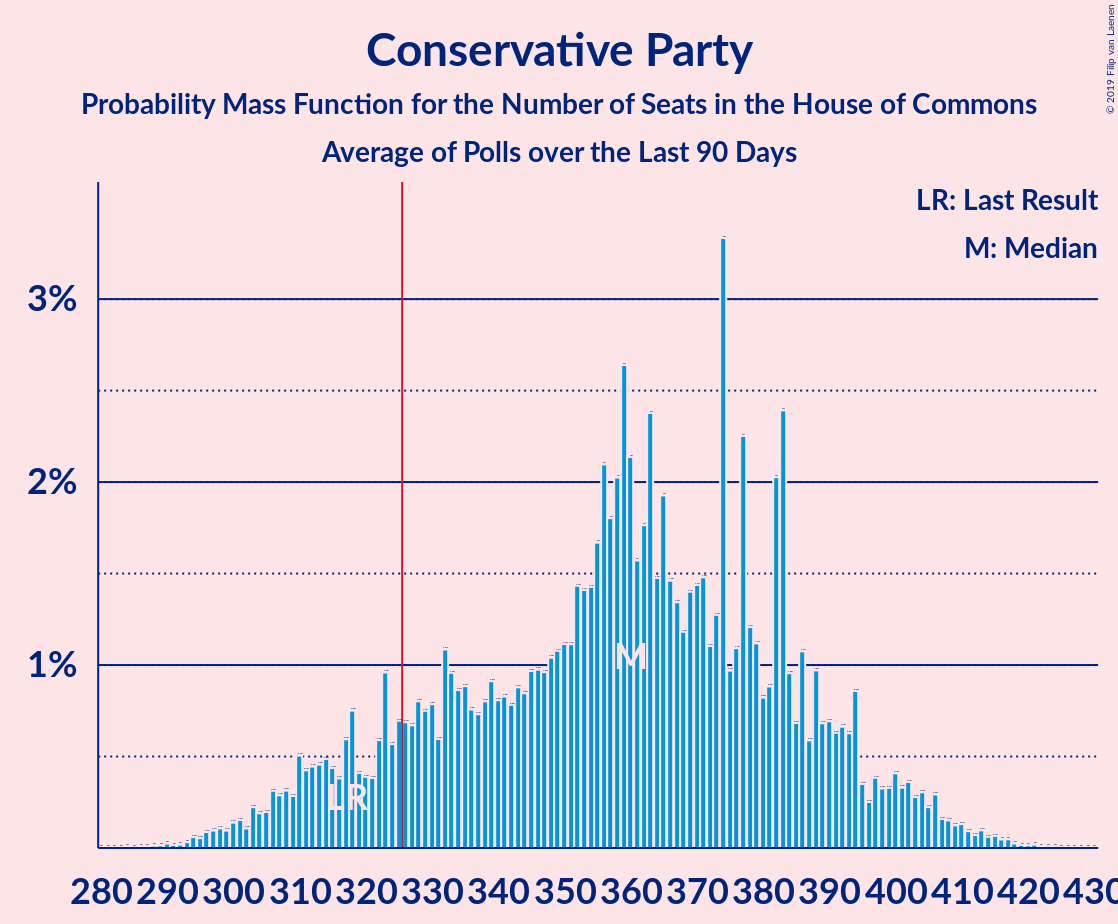 Conservative Party
Probability Mass Function for the Number of Seats in the House of Commons
Average of Polls over the Last 90 Days
© 2019 Filip van Laenen
LR: Last Result
M: Median
3%
2%
1%
M
LR
280 290 300 310 320 330 340 350 360 370 380 390 400 410 420 430